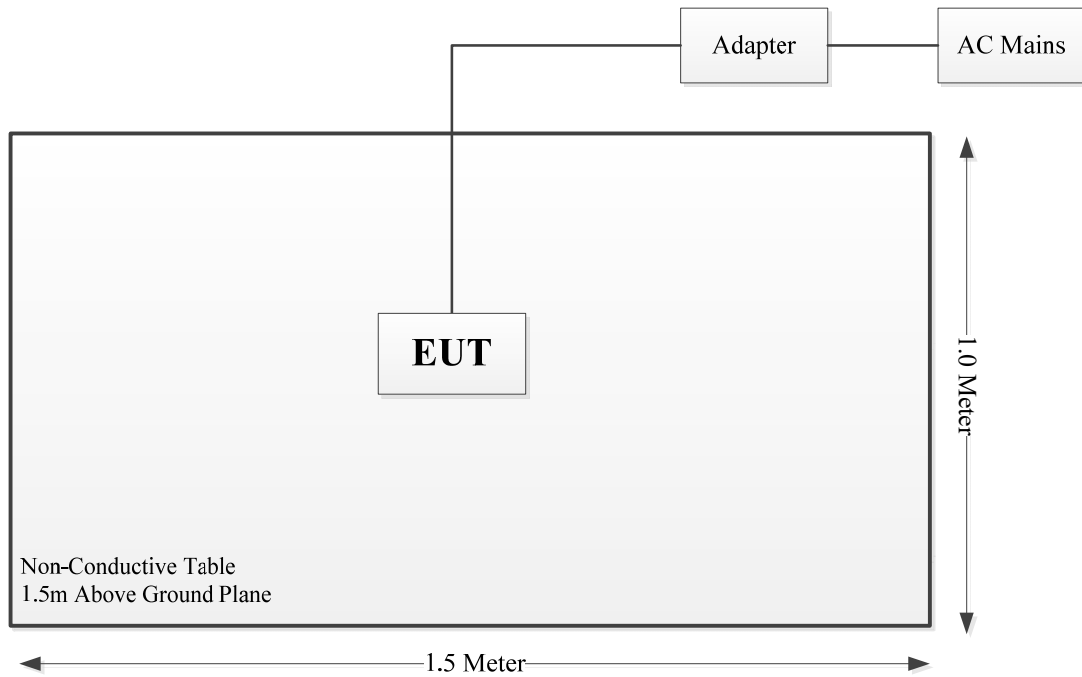 Adapter
AC Mains
EUT
1.0 Meter
Non-Conductive Table
1.5m Above Ground Plane
1.5 Meter